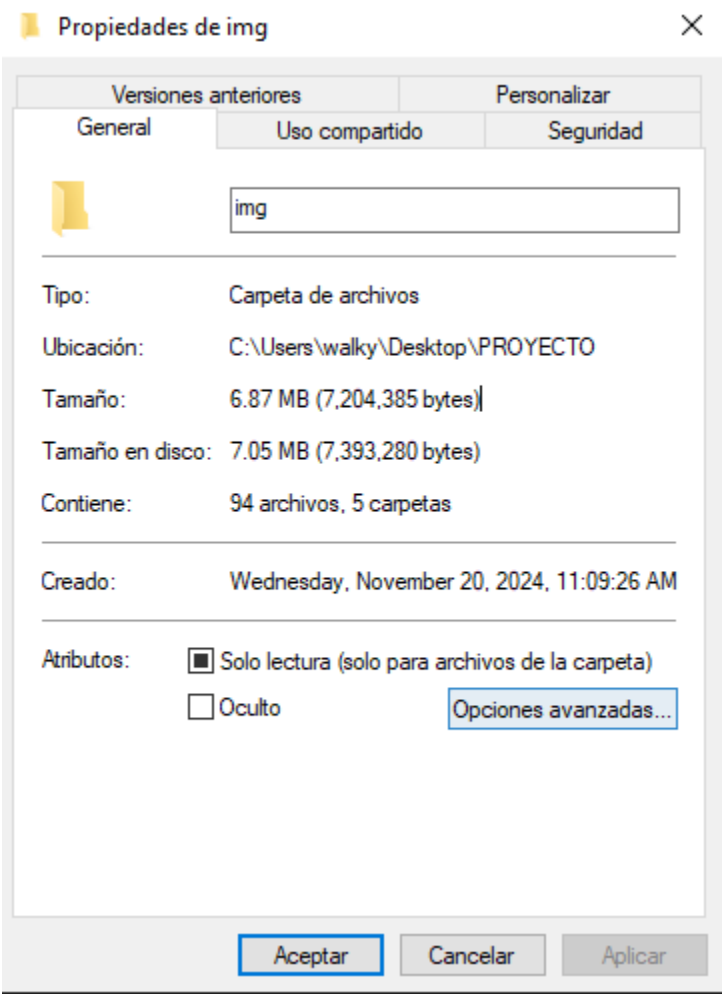 Propiedades de img
Versiones anteriores Personalizar
General Uso compartido Seguridad
img
Tipo: Carpeta de archivos
Ubicación: C:\Users\walky\Desktop\PROYECTO
Tamaño: 6.87 MB (7,204,385 bytes)
Tamaño en disco: 7.05 MB (7,393,280 bytes)
Contiene: 94 archivos, 5 carpetas
Creado: Wednesday, November 20, 2024, 11:09:26 AM
Atributos: Solo lectura (solo para archivos de la carpeta)
Oculto Opciones avanzadas...
Aceptar Cancelar Aplicar